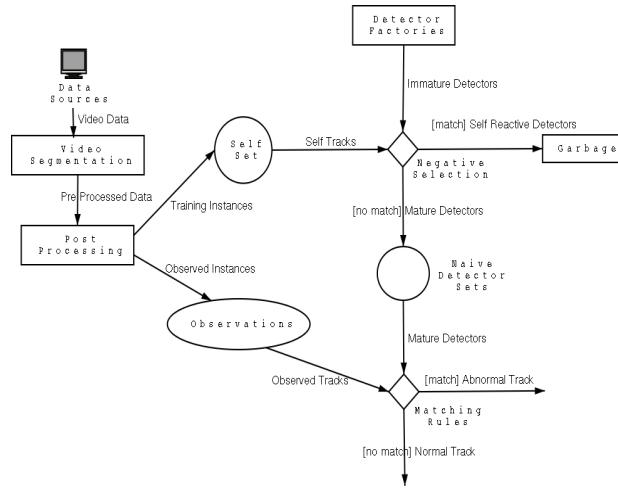 Detector
Factories
Data
Sources
Immature Detectors
Video Data
[match] Self Reactive Detectors
Video
Segmentation
Self
Set
Self Tracks
Garbage
Negative
Selection
Pre Processed Data
Training Instances
[no match] Mature Detectors
Post
Processing
Observed Instances
Naive
Detector
Sets
Observations
Mature Detectors
Observed Tracks
[match] Abnormal Track
Matching
Rules
[no match] Normal Track